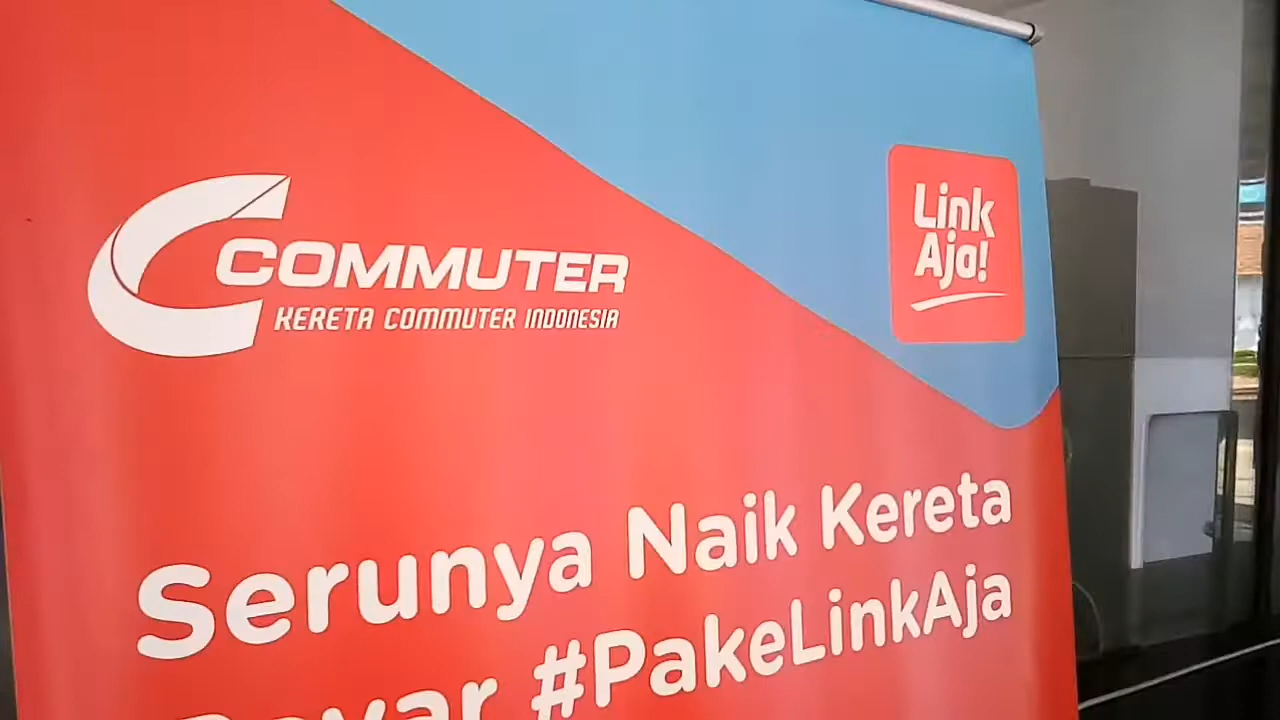 COMMUTER
KERETA COMMUTER INDONESIA
Link
Aja!
Serunya Naik Kereta
Bayar #PakeLinkAja